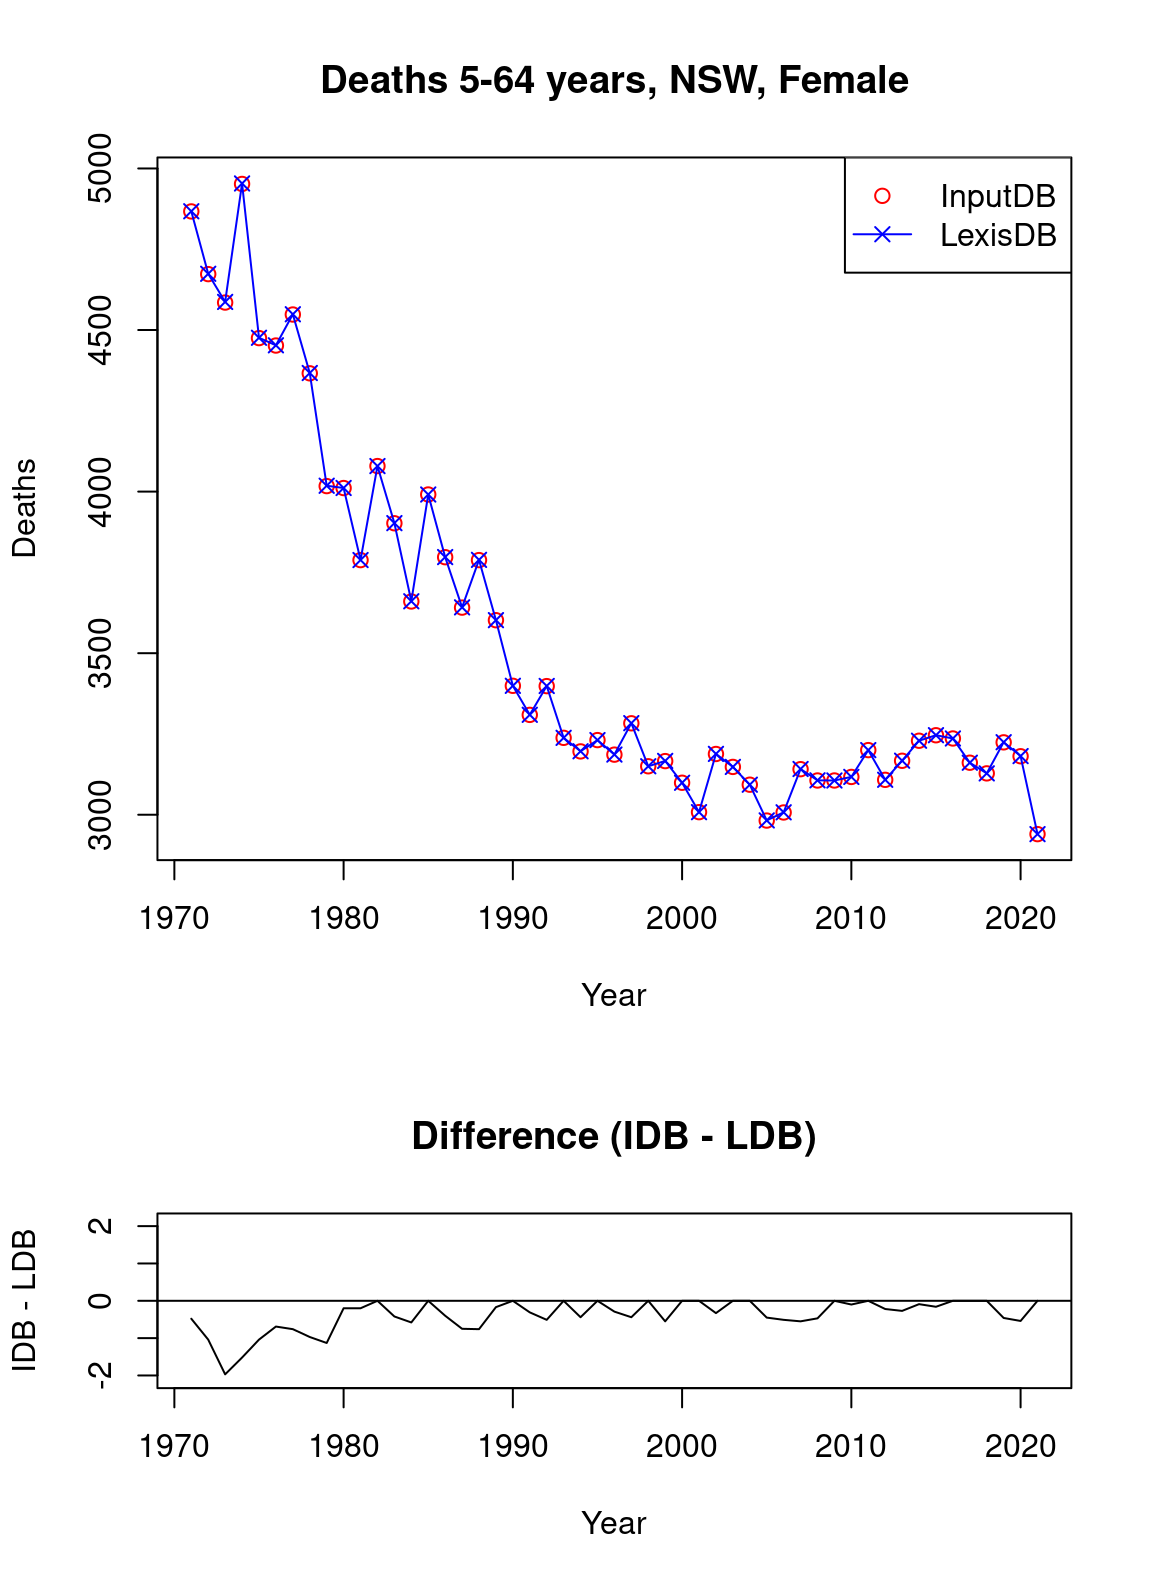 Deaths 5-64 years, NSW, Female
InputDB
LexisDB
Deaths
5000
4500
4000
3500
3000
1970 1980 1990 2000 2010 2020
Year
Difference (IDB - LDB)
IDB - LDB
2
0
-2
1970 1980 1990 2000 2010 2020
Year